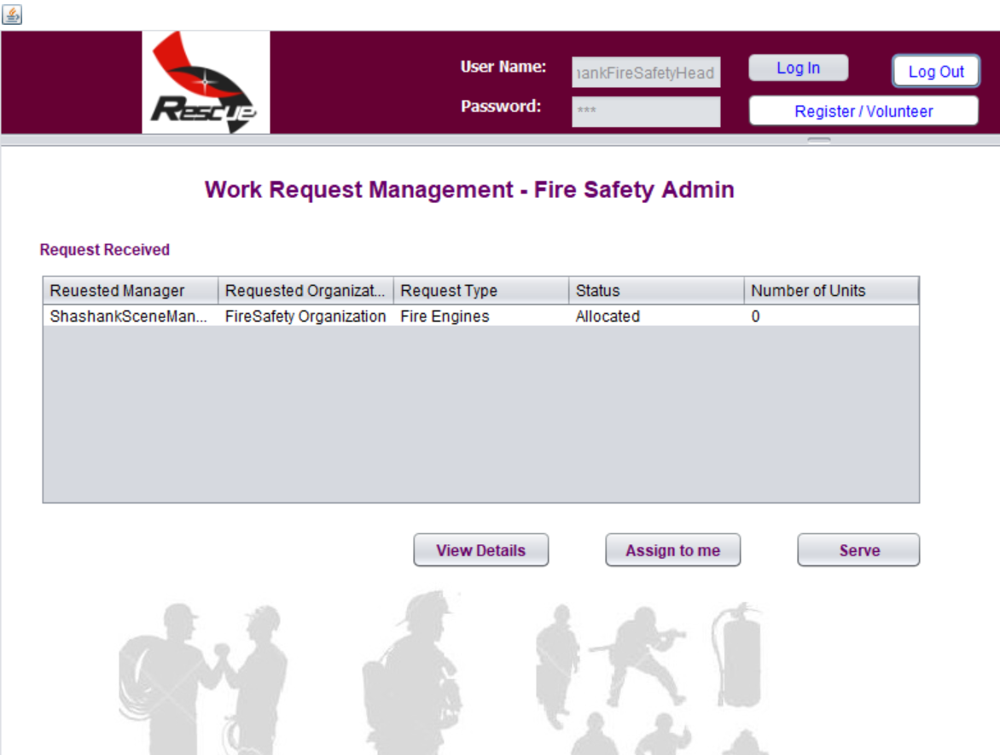 Rescue
User Name:
ankFireSafetyHead
Log In
Log Out
Password:
***
Register / Volunteer
Work Request Management - Fire Safety Admin
Request Received
Reuested Manager Requested Organizat... Request Type Status Number of Units
ShashankSceneMan... FireSafety Organization Fire Engines Allocated 0
View Details Assign to me Serve